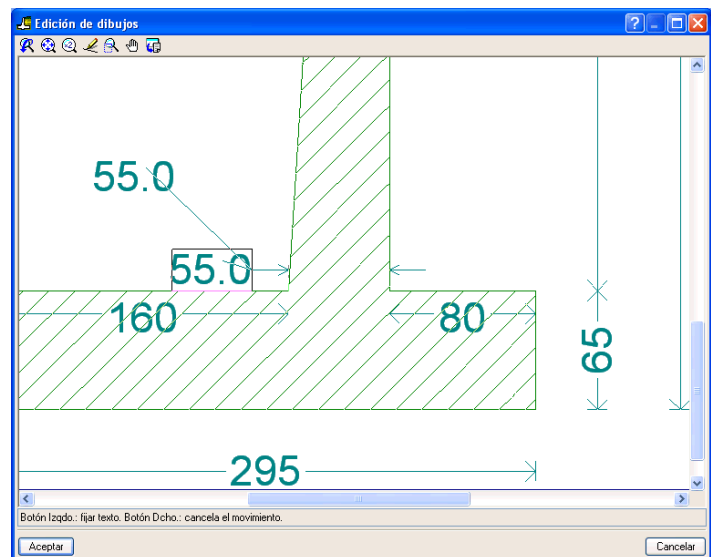 Edición de dibujos
55.0
55.0
160
80
65
295
Botón Izqdo.: fijar texto. Botón Dcho.: cancela el movimiento.
Aceptar
Cancelar